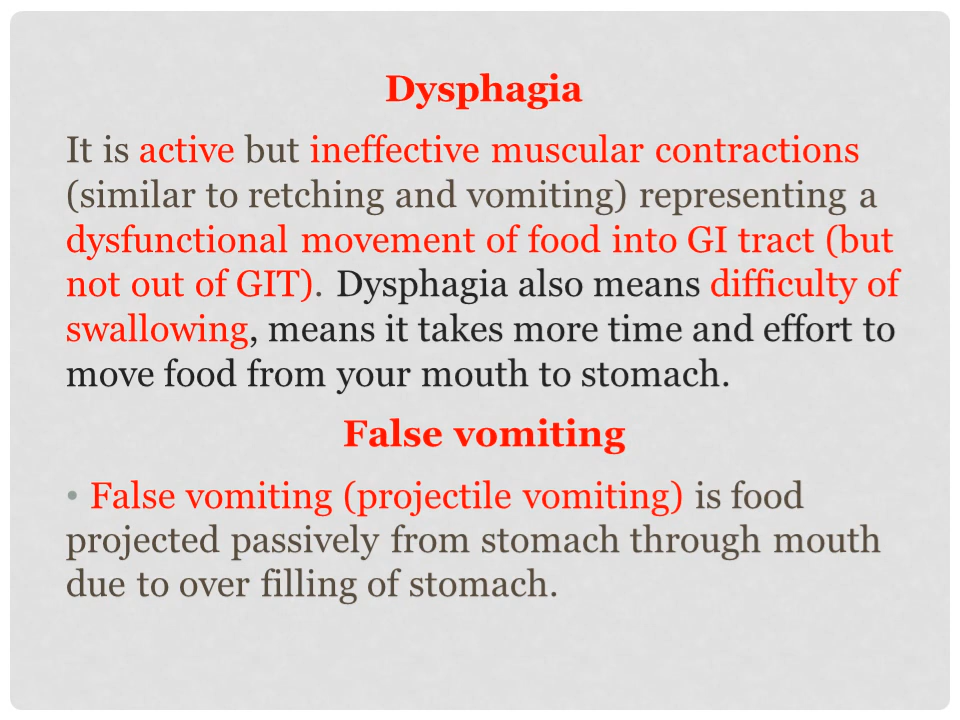 Dysphagia
It is active but ineffective muscular contractions
(similar to retching and vomiting) representing a
dysfunctional movement of food into GI tract (but
not out of GIT). Dysphagia also means difficulty of
swallowing, means it takes more time and effort to
move food from your mouth to stomach.
False vomiting
• False vomiting (projectile vomiting) is food
projected passively from stomach through mouth
due to over filling of stomach.